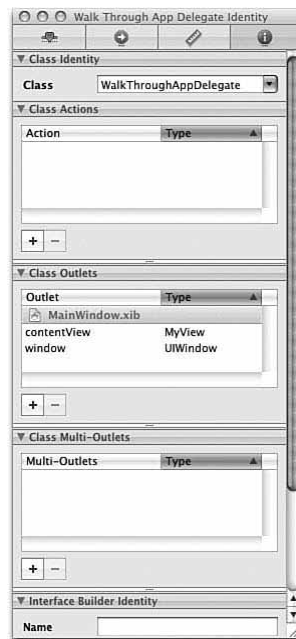 Walk Through App Delegate Identity
Class Identity
Class WalkThroughAppDelegate
Class Actions
Action Type
+ −
Class Outlets
Outlet Type
MainWindow.xib
contentView MyView
window UIWindow
+ −
Class Multi-Outlets
Multi-Outlets Type
+ −
Interface Builder Identity
Name